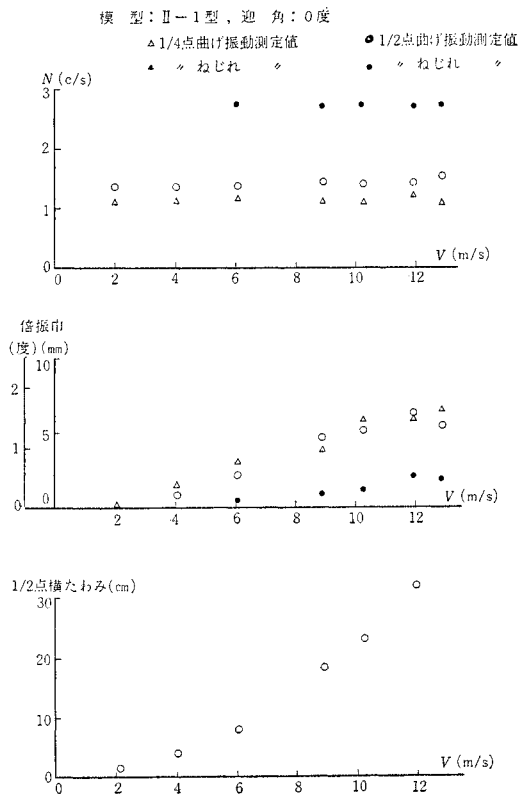 模 型:Ⅱ-1型,迎 角:0度
△ 1/4点曲げ振動測定値 ○ 1/2点曲げ振動測定値
▲ 〃 ねじれ 〃 ● 〃 ねじれ 〃
N (c/s)
3
2
1
0
0 2 4 6 8 10 12
V (m/s)
倍振巾
(度)(mm)
10
2
5
1
0 0
2 4 6 8 10 12
V (m/s)
1/2点横たわみ(cm)
30
20
10
0
0 2 4 6 8 10 12
V (m/s)